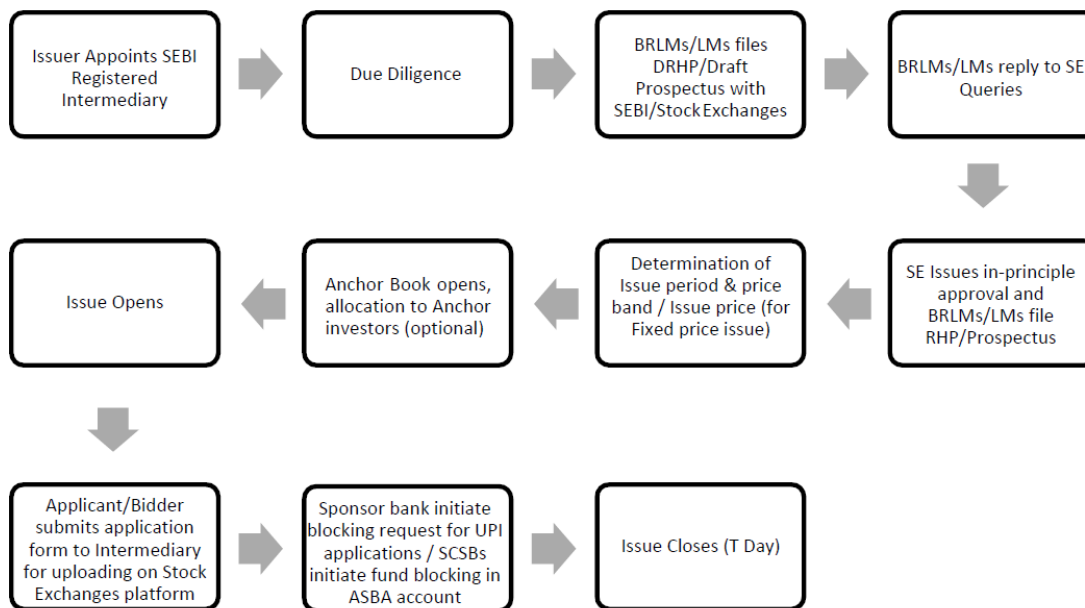 Issuer Appoints SEBI
Registered
Intermediary
Due Diligence
BRLMs/LMs files
DRHP/Draft
Prospectus with
SEBI/Stock Exchanges
BRLMs/LMs reply to SE
Queries
SE Issues in-principle
approval and
BRLMs/LMs file
RHP/Prospectus
Determination of
Issue period & price
band / Issue price (for
Fixed price issue)
Anchor Book opens,
allocation to Anchor
investors (optional)
Issue Opens
Applicant/Bidder
submits application
form to Intermediary
for uploading on Stock
Exchanges platform
Sponsor bank initiate
blocking request for UPI
applications / SCSBs
initiate fund blocking in
ASBA account
Issue Closes (T Day)